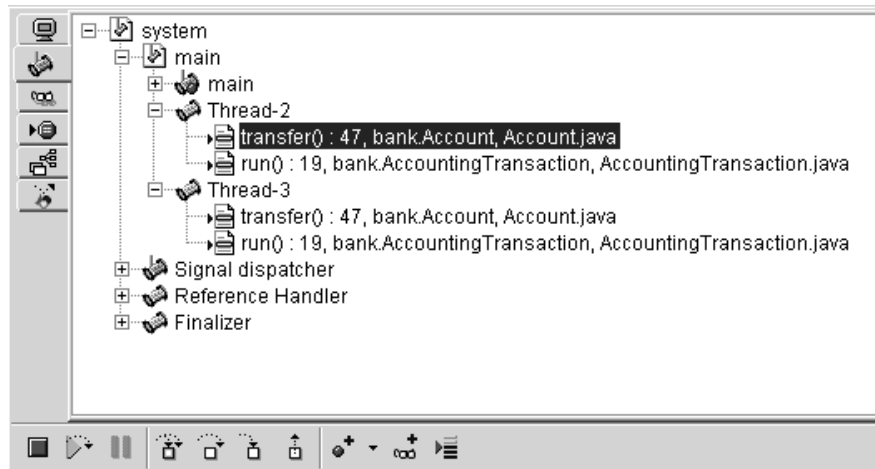 system
main
main
Thread-2
transfer() : 47, bank.Account, Account.java
run() : 19, bank.AccountingTransaction, AccountingTransaction.java
Thread-3
transfer() : 47, bank.Account, Account.java
run() : 19, bank.AccountingTransaction, AccountingTransaction.java
Signal dispatcher
Reference Handler
Finalizer